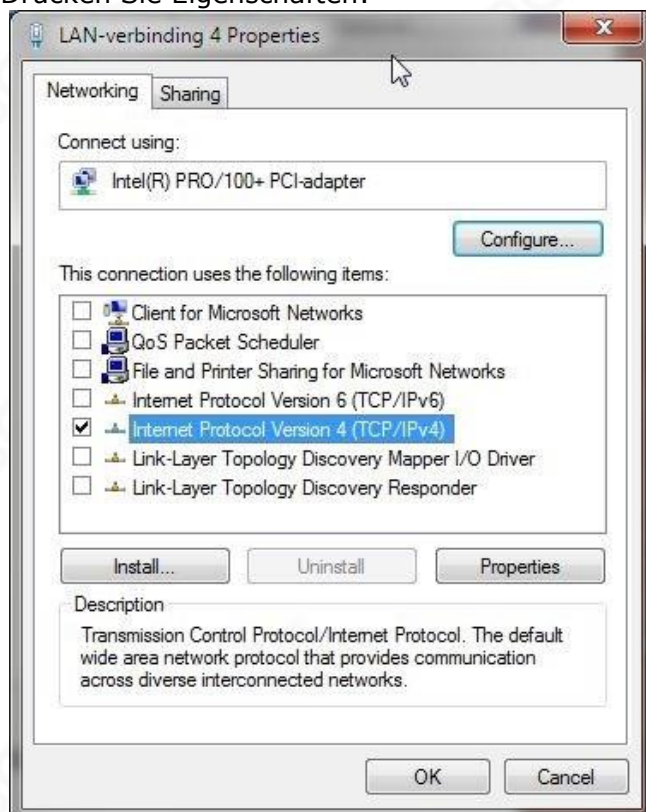 Drücken Sie Eigenschaften.
LAN-verbinding 4 Properties
Networking
Sharing
Connect using:
Intel(R) PRO/100+ PCI-adapter
Configure...
This connection uses the following items:
Client for Microsoft Networks
QoS Packet Scheduler
File and Printer Sharing for Microsoft Networks
Internet Protocol Version 6 (TCP/IPv6)
Internet Protocol Version 4 (TCP/IPv4)
Link-Layer Topology Discovery Mapper I/O Driver
Link-Layer Topology Discovery Responder
Install...
Uninstall
Properties
Description
Transmission Control Protocol/Internet Protocol. The default
wide area network protocol that provides communication
across diverse interconnected networks.
OK
Cancel